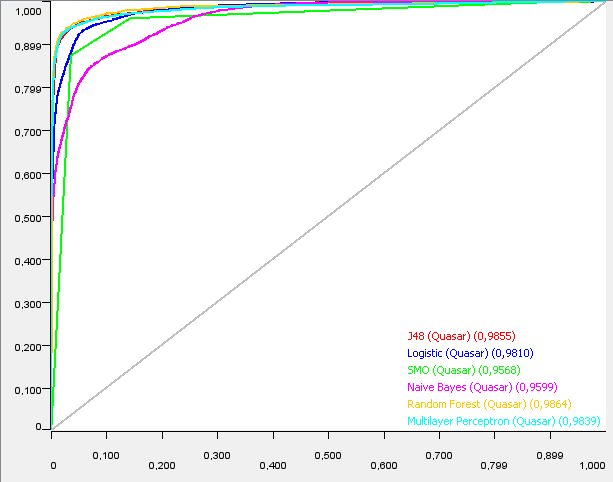 1,000
0,899
0,799
0,700
0,600
0,500
0,400
0,300
0,200
0,100
0
J48 (Quasar) (0,9855)
Logistic (Quasar) (0,9810)
SMO (Quasar) (0,9568)
Naive Bayes (Quasar) (0,9599)
Random Forest (Quasar) (0,9864)
Multilayer Perceptron (Quasar) (0,9839)
0 0,100 0,200 0,300 0,400 0,500 0,600 0,700 0,799 0,899 1,000